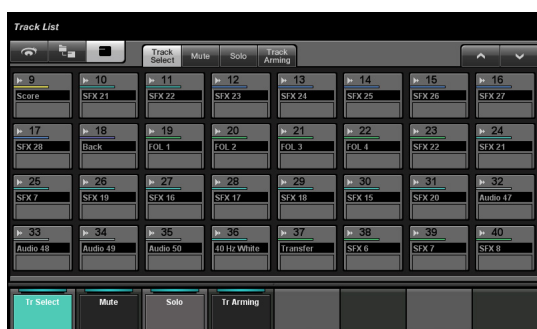 Track List
Track Select Mute Solo Track Arming
9 10 11 12 13 14 15 16
Score SFX 21 SFX 22 SFX 23 SFX 24 SFX 25 SFX 26 SFX 27
17 18 19 20 21 22 23 24
SFX 28 Back FOL 1 FOL 2 FOL 3 FOL 4 SFX 22 SFX 21
25 26 27 28 29 30 31 32
SFX 7 SFX 19 SFX 16 SFX 17 SFX 18 SFX 15 SFX 20 Audio 47
33 34 35 36 37 38 39 40
Audio 48 Audio 49 Audio 50 40 Hz White Transfer SFX 6 SFX 7 SFX 8
Tr Select Mute Solo Tr Arming